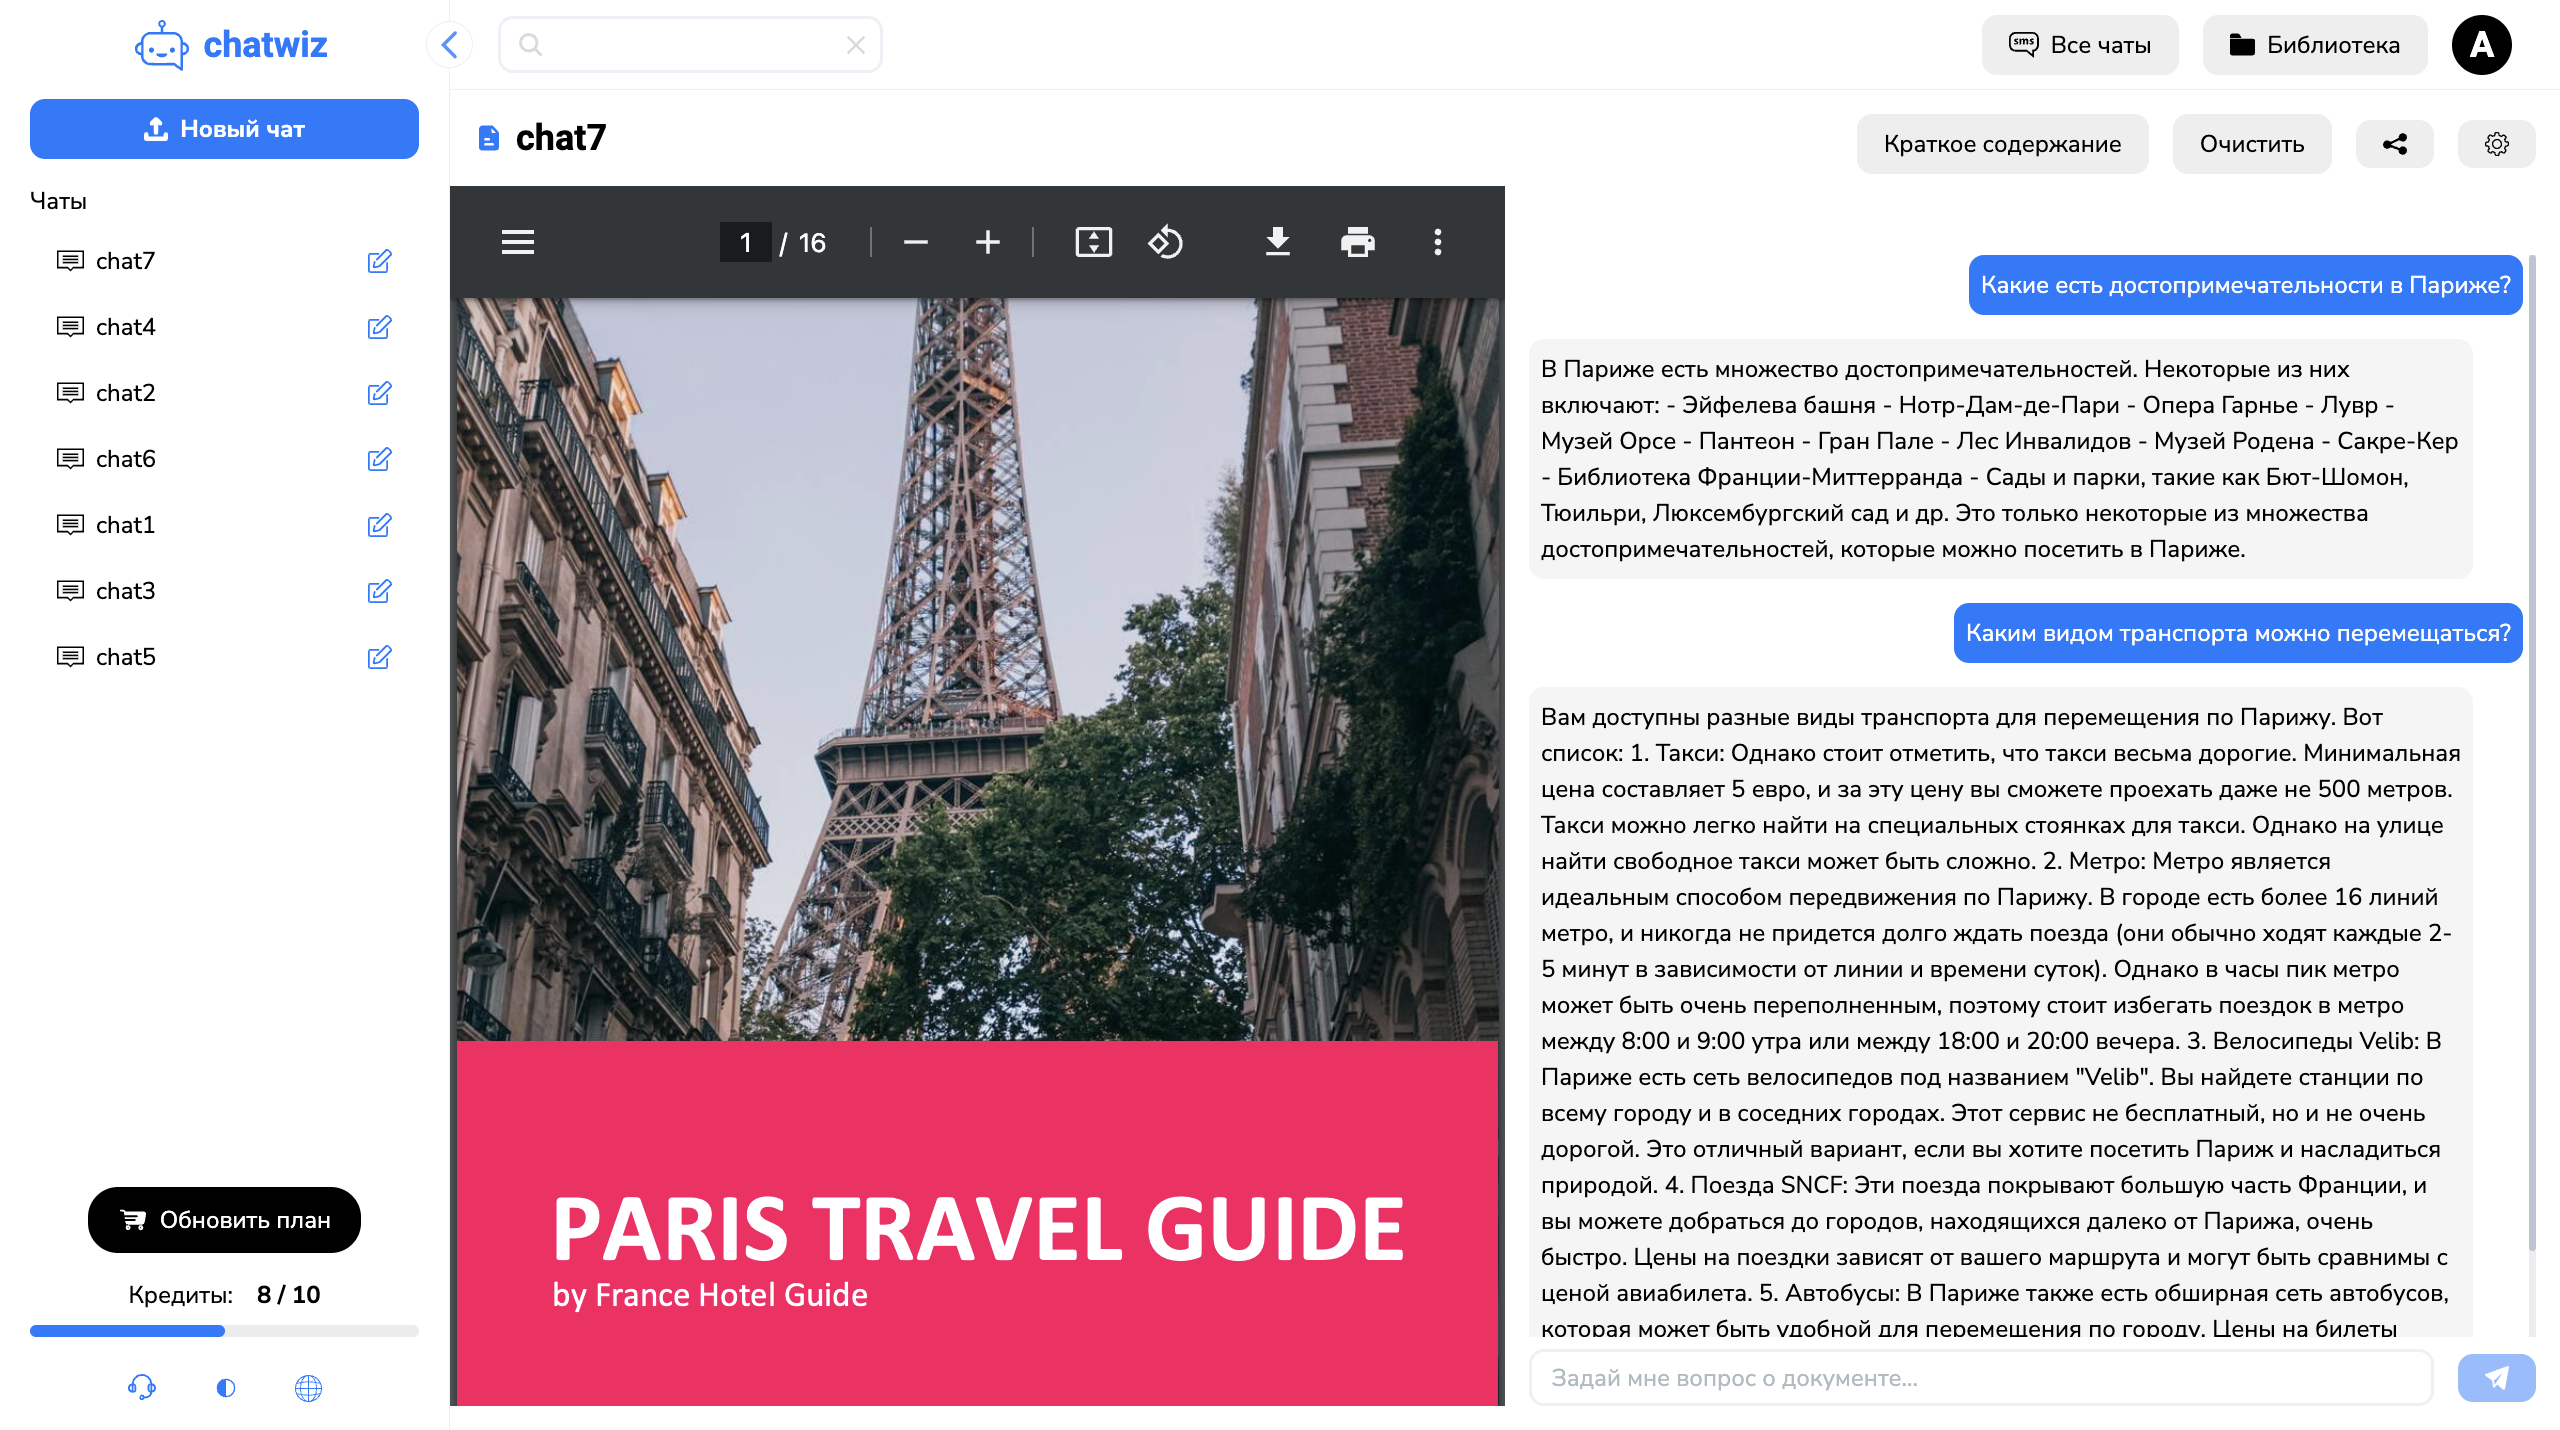 chatwiz
Новый чат
Чаты
chat7
chat4
chat2
chat6
chat1
chat3
chat5
Обновить план
Кредиты: 8 / 10
sms Все чаты
Библиотека
A
chat7
Краткое содержание
Очистить
1 / 16
PARIS TRAVEL GUIDE
by France Hotel Guide
Какие есть достопримечательности в Париже?
В Париже есть множество достопримечательностей. Некоторые из них
включают: - Эйфелева башня - Нотр-Дам-де-Пари - Опера Гарнье - Лувр -
Музей Орсе - Пантеон - Гран Пале - Лес Инвалидов - Музей Родена - Сакре-Кер
- Библиотека Франции-Миттерранда - Сады и парки, такие как Бют-Шомон,
Тюильри, Люксембургский сад и др. Это только некоторые из множества
достопримечательностей, которые можно посетить в Париже.
Каким видом транспорта можно перемещаться?
Вам доступны разные виды транспорта для перемещения по Парижу. Вот
список: 1. Такси: Однако стоит отметить, что такси весьма дорогие. Минимальная
цена составляет 5 евро, и за эту цену вы сможете проехать даже не 500 метров.
Такси можно легко найти на специальных стоянках для такси. Однако на улице
найти свободное такси может быть сложно. 2. Метро: Метро является
идеальным способом передвижения по Парижу. В городе есть более 16 линий
метро, и никогда не придется долго ждать поезда (они обычно ходят каждые 2-
5 минут в зависимости от линии и времени суток). Однако в часы пик метро
может быть очень переполненным, поэтому стоит избегать поездок в метро
между 8:00 и 9:00 утра или между 18:00 и 20:00 вечера. 3. Велосипеды Velib: В
Париже есть сеть велосипедов под названием "Velib". Вы найдете станции по
всему городу и в соседних городах. Этот сервис не бесплатный, но и не очень
дорогой. Это отличный вариант, если вы хотите посетить Париж и насладиться
природой. 4. Поезда SNCF: Эти поезда покрывают большую часть Франции, и
вы можете добраться до городов, находящихся далеко от Парижа, очень
быстро. Цены на поездки зависят от вашего маршрута и могут быть сравнимы с
ценой авиабилета. 5. Автобусы: В Париже также есть обширная сеть автобусов,
которая может быть удобной для перемещения по городу. Цены на билеты
Задай мне вопрос о документе...